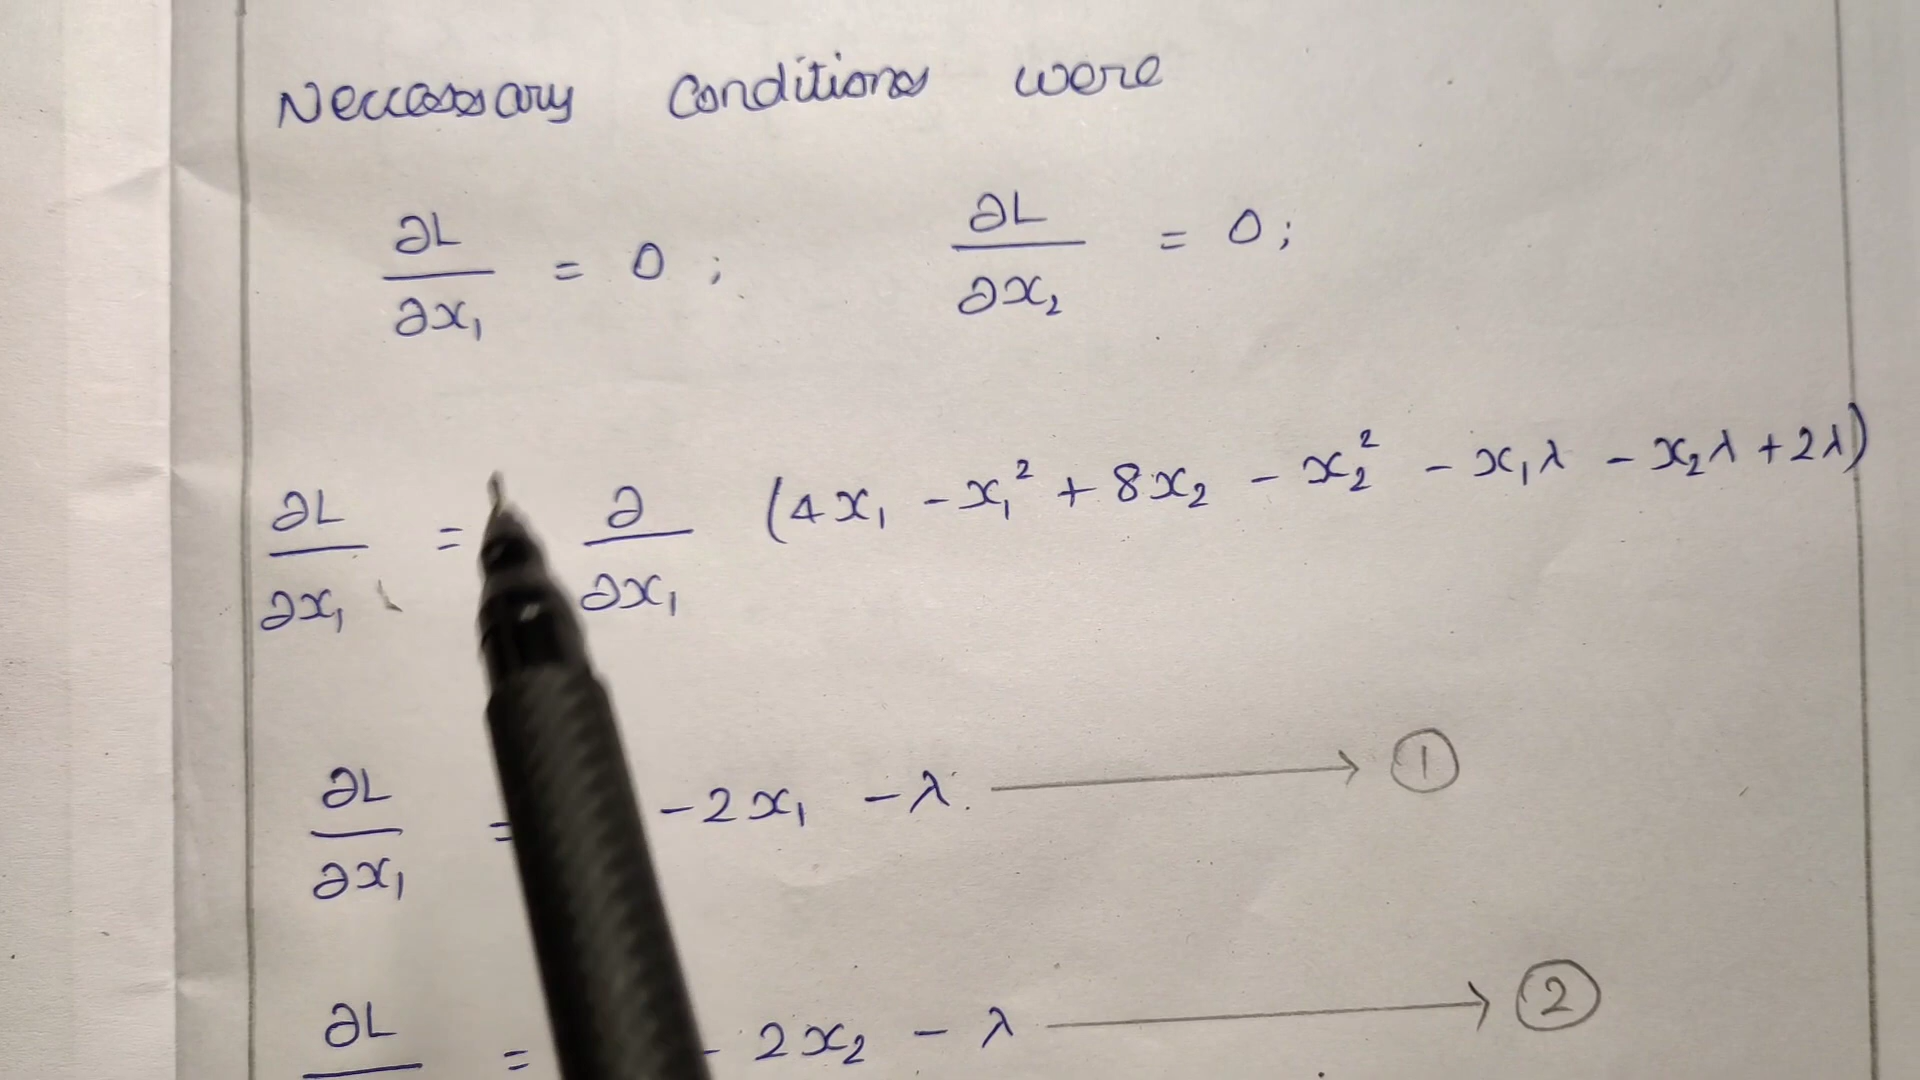 Neccessary conditions were
∂L/∂x₁ = 0 ; ∂L/∂x₂ = 0 ;
∂L/∂x₁ = ∂/∂x₁ (4x₁ - x₁² + 8x₂ - x₂² - x₁λ - x₂λ + 2λ)
∂L/∂x₁ = -2x₁ - λ. → ①
∂L = - 2x₂ - λ → ②